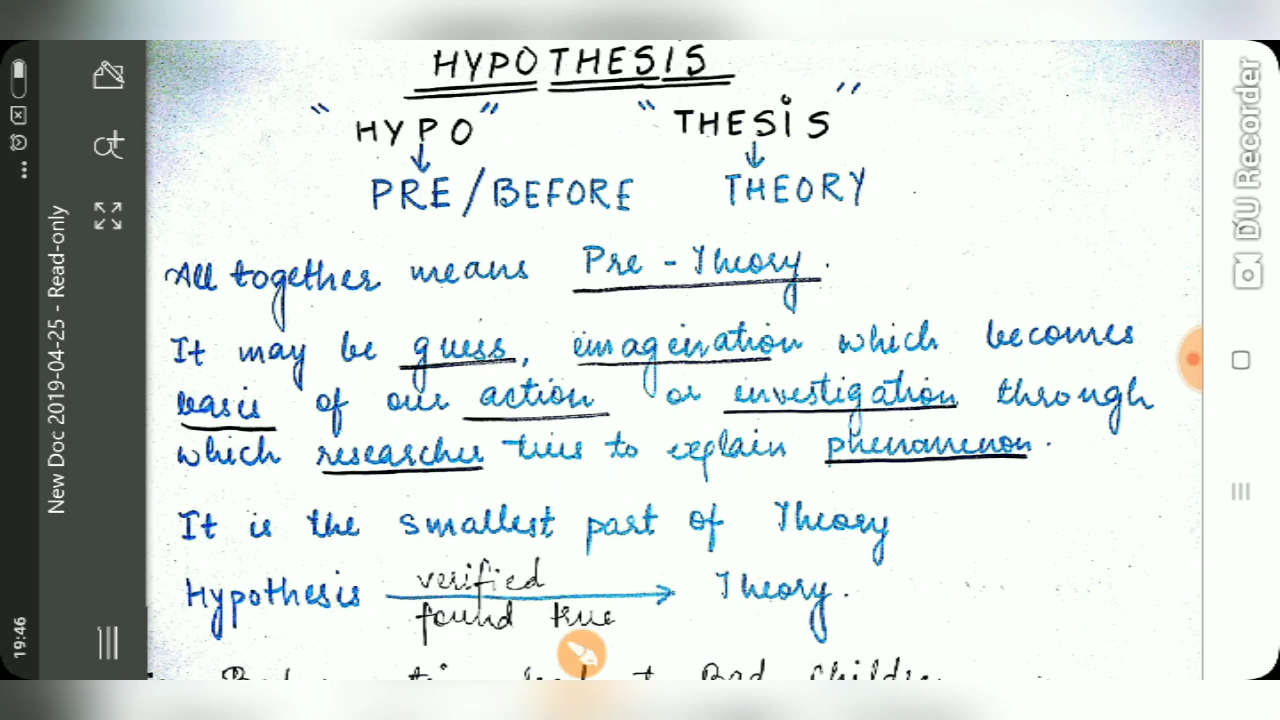 HYPOTHESIS
"HYPO" "THESIS"
PRE/BEFORE THEORY
All together means Pre-Theory.
It may be guess, imagination which becomes
basis of our action or investigation through
which researcher tries to explain phenomenon.
It is the smallest part of Theory
Hypothesis verified Theory.
found true
Bad Children
New Doc 2019-04-25 - Read-only
19:46
DU Recorder